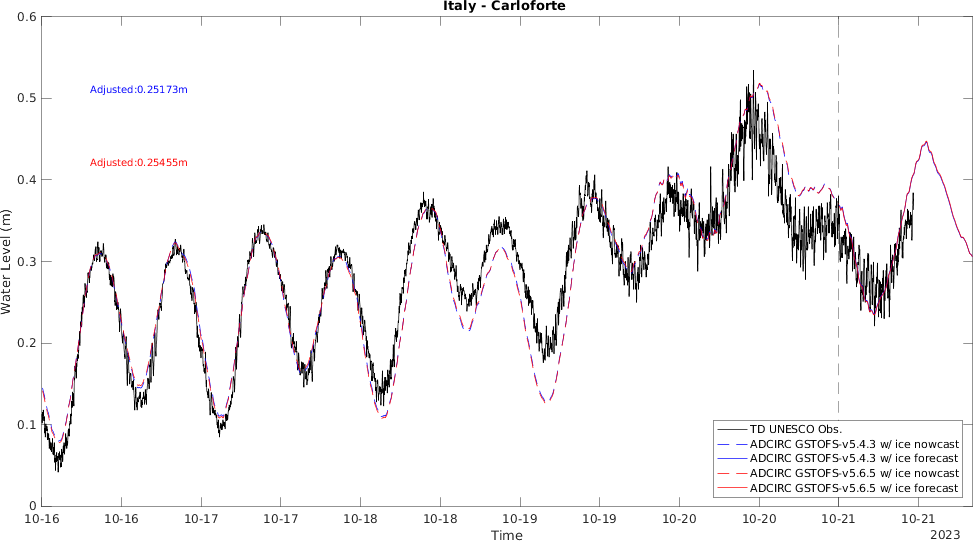 Italy - Carloforte
0.6
0.5
0.4
0.3
0.2
0.1
0
Water Level (m)
Adjusted:0.25173m
Adjusted:0.25455m
TD UNESCO Obs.
ADCIRC GSTOFS-v5.4.3 w/ ice nowcast
ADCIRC GSTOFS-v5.4.3 w/ ice forecast
ADCIRC GSTOFS-v5.6.5 w/ ice nowcast
ADCIRC GSTOFS-v5.6.5 w/ ice forecast
10-16 10-16 10-17 10-17 10-18 10-18 10-19 10-19 10-20 10-20 10-21 10-21
Time
2023